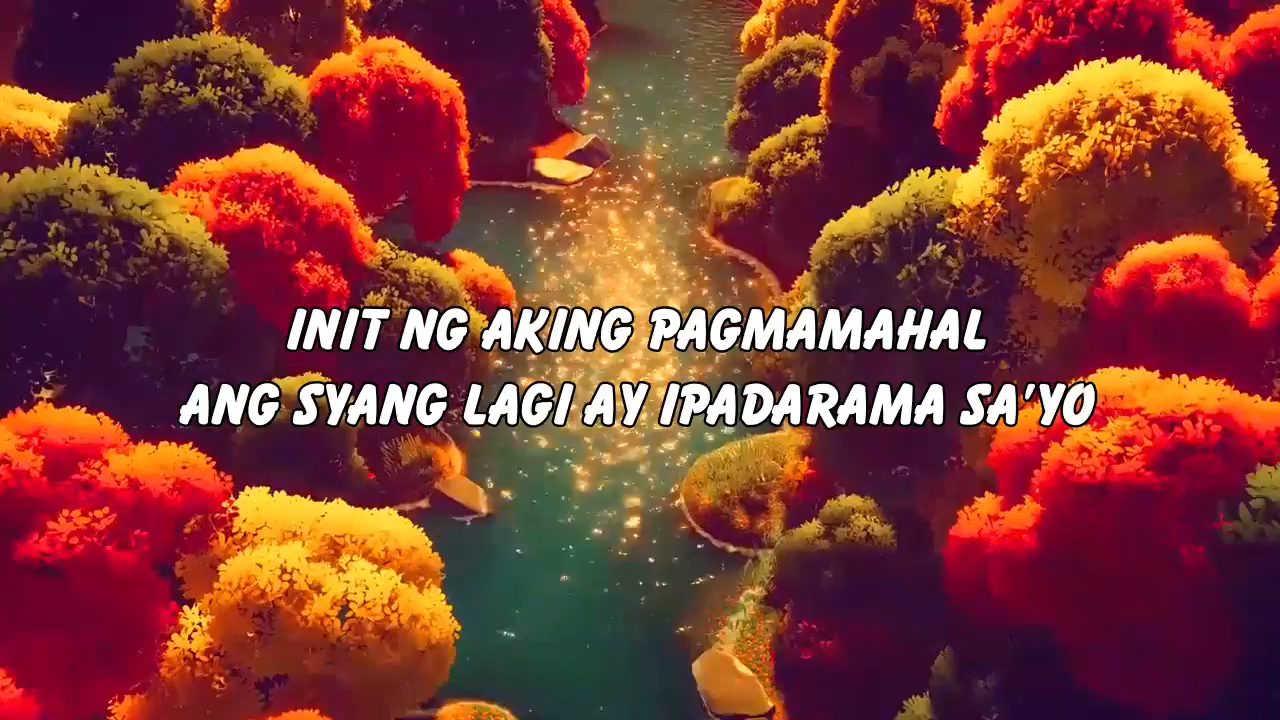 INIT NG AKING PAGMAMAHAL
ANG SYANG LAGI AY IPADARAMA SA'YO